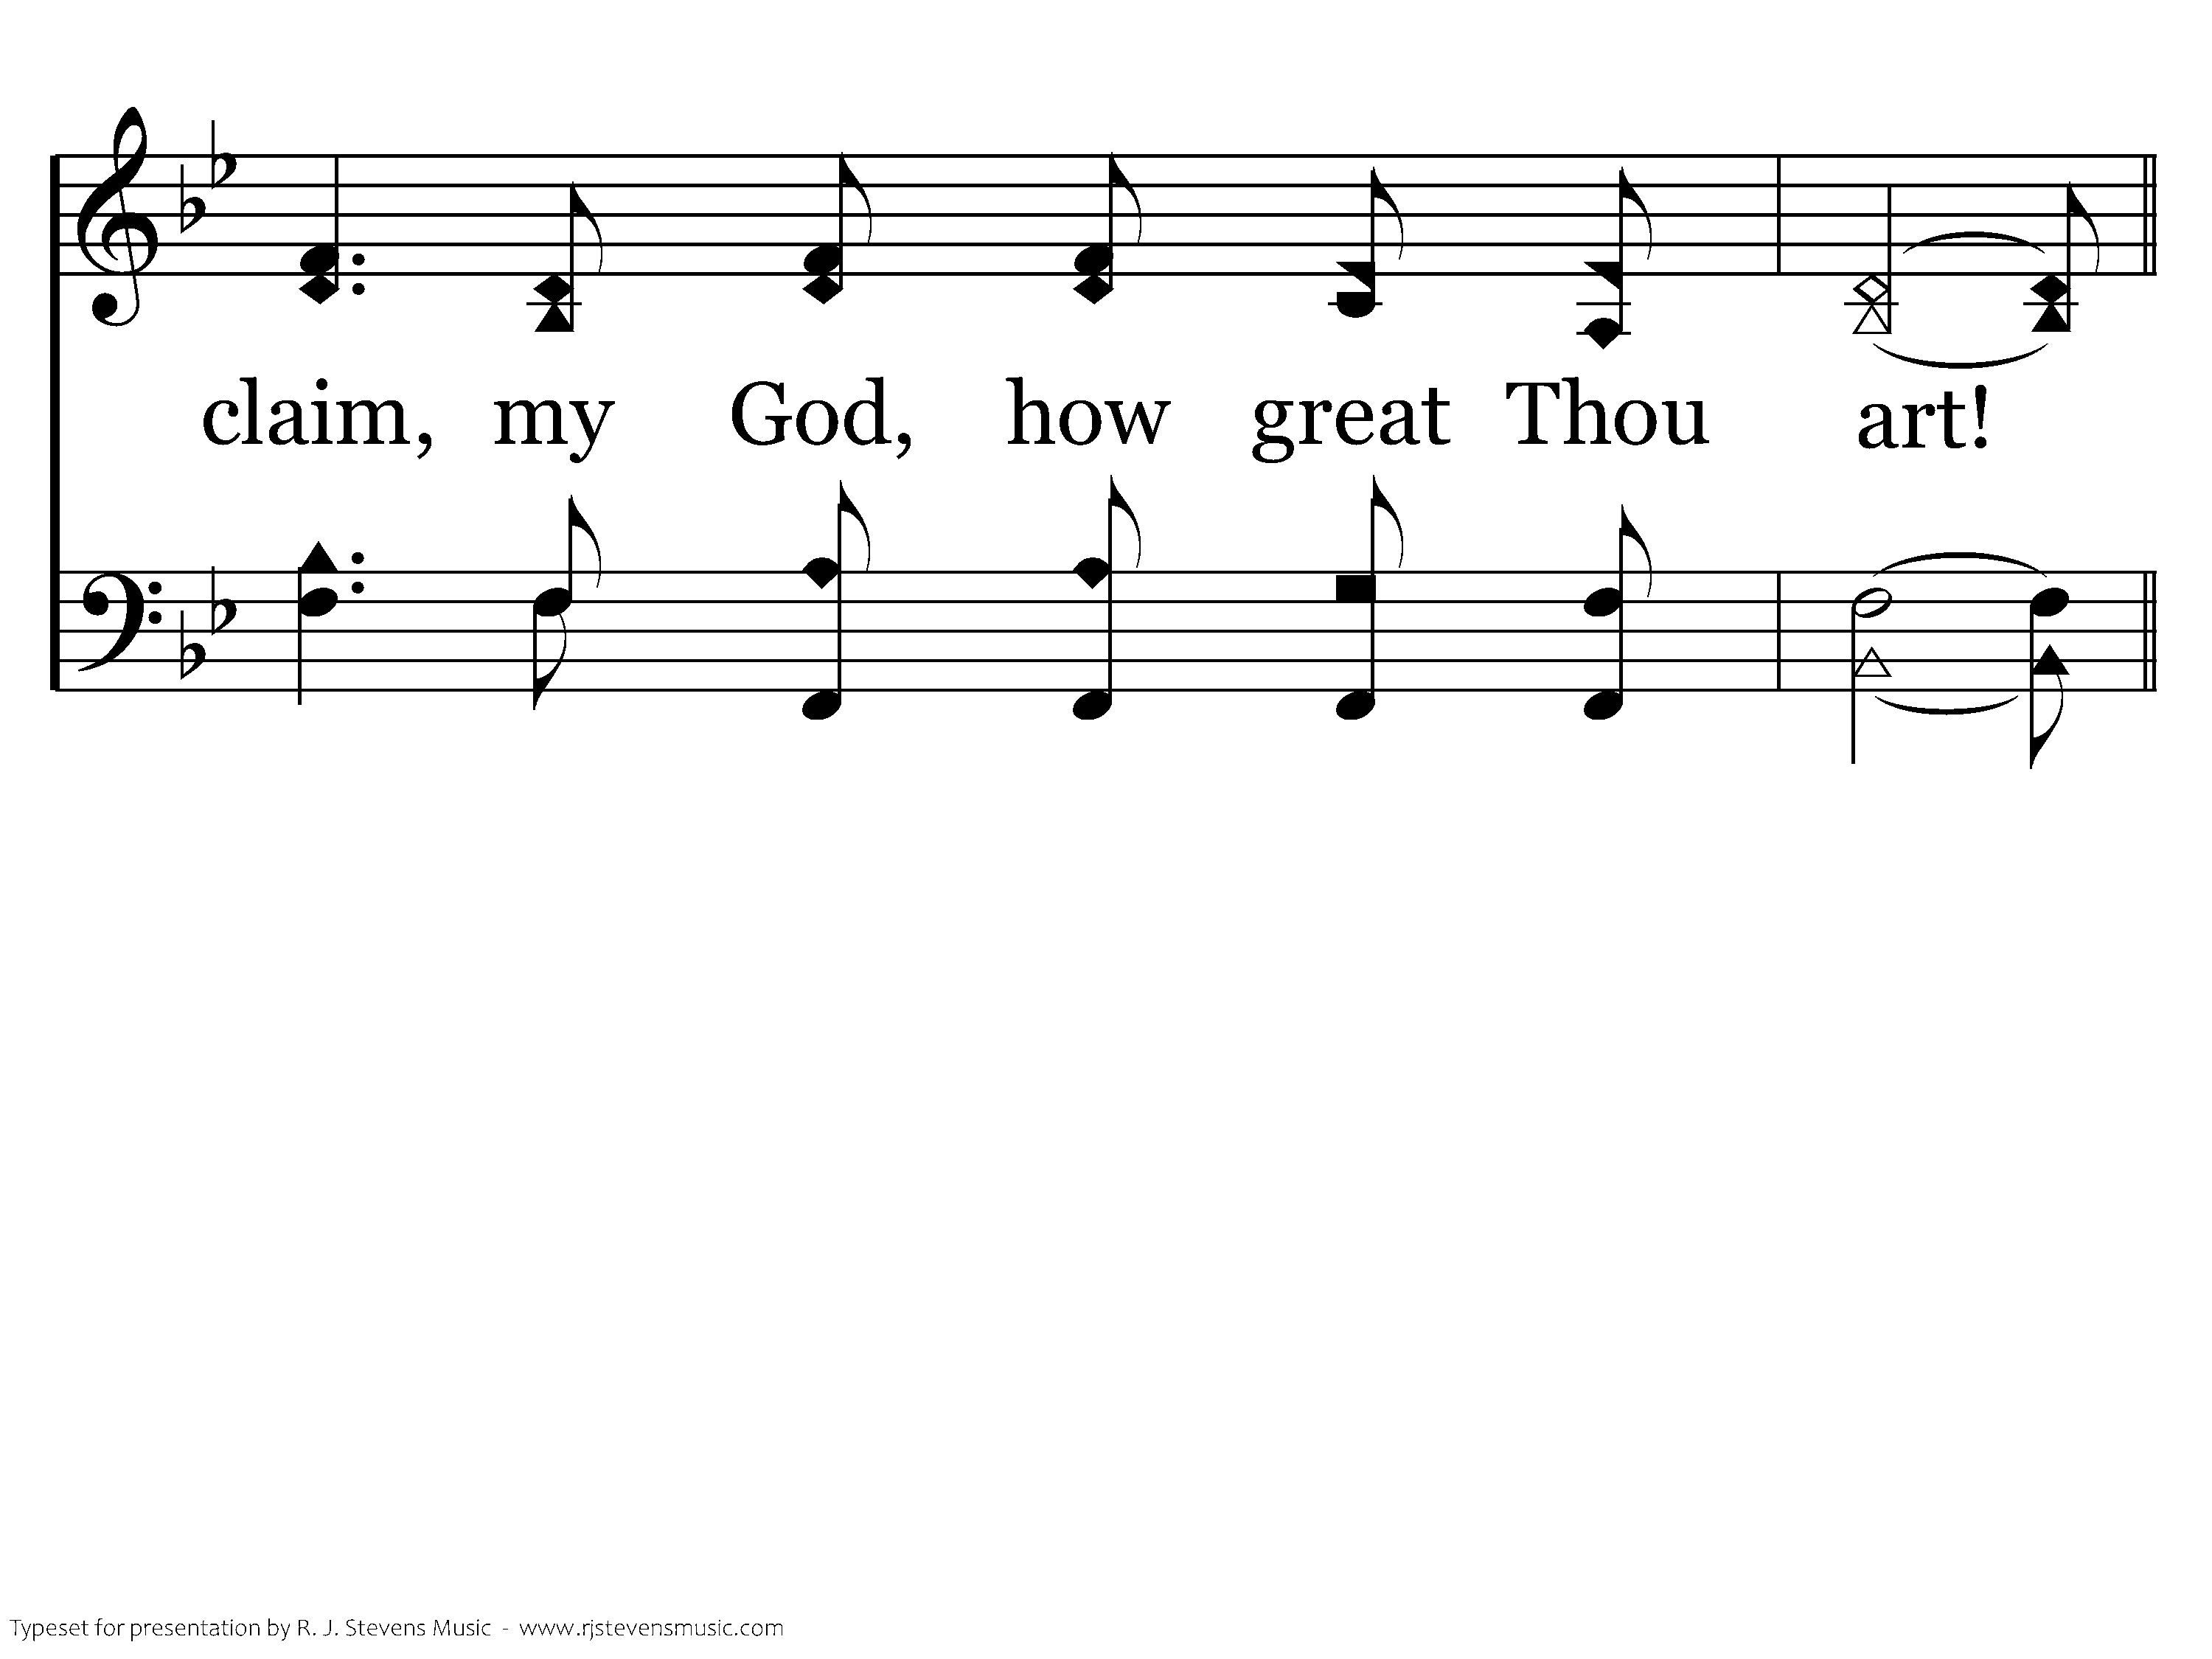 claim, my God, how great Thou art!
Typeset for presentation by R. J. Stevens Music - www.rjstevensmusic.com